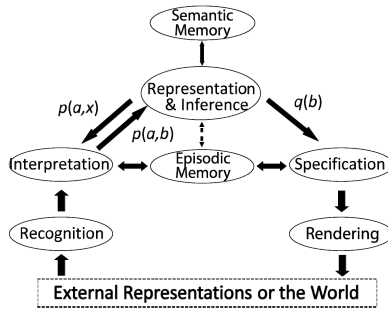 Semantic
Memory
Representation
& Inference
p(a,x)
q(b)
p(a,b)
Interpretation
Episodic
Memory
Specification
Recognition
Rendering
External Representations or the World